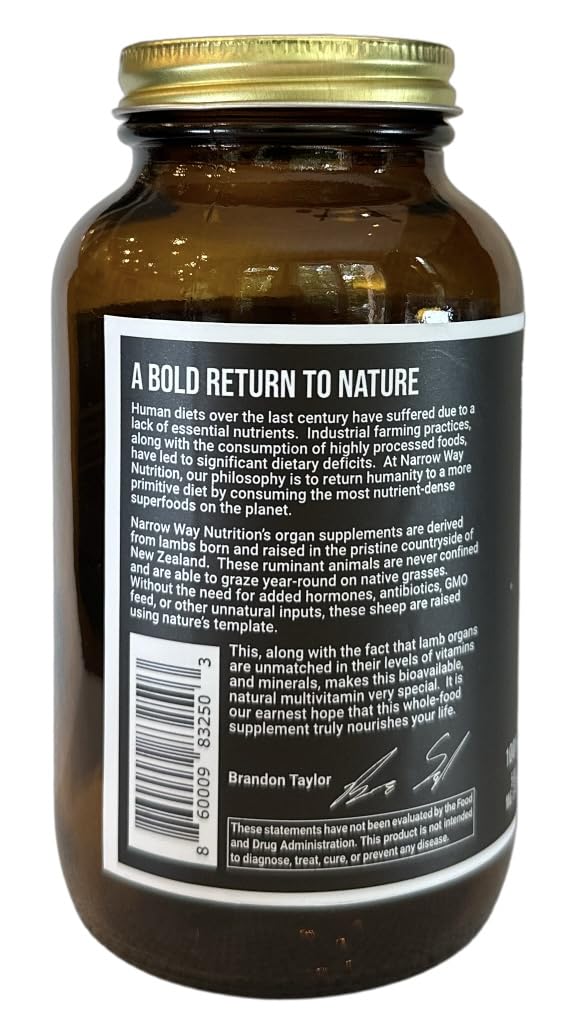 A BOLD RETURN TO NATURE
Human diets over the last century have suffered due to a
lack of essential nutrients. Industrial farming practices,
along with the consumption of highly processed foods,
have led to significant dietary deficits. At Narrow Way
Nutrition, our philosophy is to return humanity to a more
primitive diet by consuming the most nutrient-dense
superfoods on the planet.
Narrow Way Nutrition's organ supplements are derived
from lambs born and raised in the pristine countryside of
New Zealand. These ruminant animals are never confined
and are able to graze year-round on native grasses.
Without the need for added hormones, antibiotics, GMO
feed, or other unnatural inputs, these sheep are raised
using nature's template.
This, along with the fact that lamb organs
are unmatched in their levels of vitamins
and minerals, makes this bioavailable,
natural multivitamin very special. It is
our earnest hope that this whole-food
supplement truly nourishes your life.
Brandon Taylor
These statements have not been evaluated by the Food
and Drug Administration. This product is not intended
to diagnose, treat, cure, or prevent any disease.
8 60009 83250 3